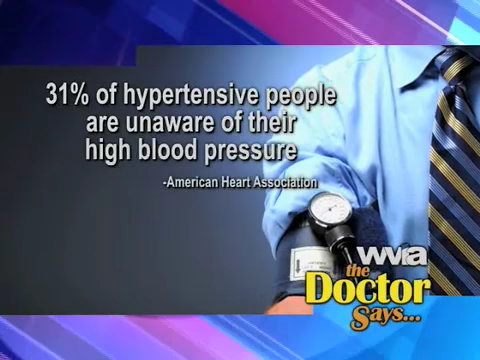 31% of hypertensive people
are unaware of their
high blood pressure
-American Heart Association
wvia
the
Doctor
Says...